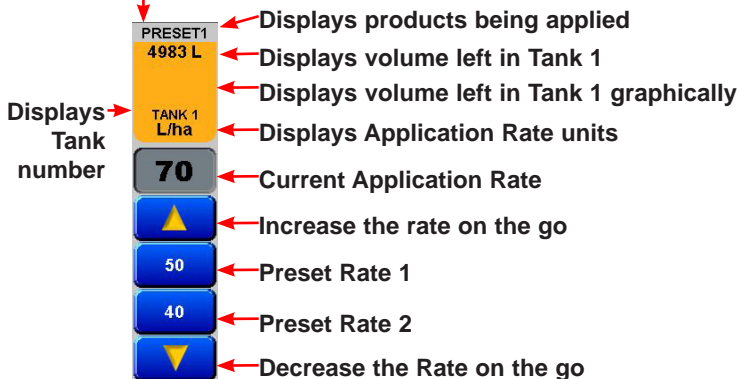 Displays products being applied
PRESET1
4983 L
Displays volume left in Tank 1
Displays volume left in Tank 1 graphically
Displays
Tank
number
TANK 1
L/ha
Displays Application Rate units
70
Current Application Rate
Increase the rate on the go
50
Preset Rate 1
40
Preset Rate 2
Decrease the Rate on the go